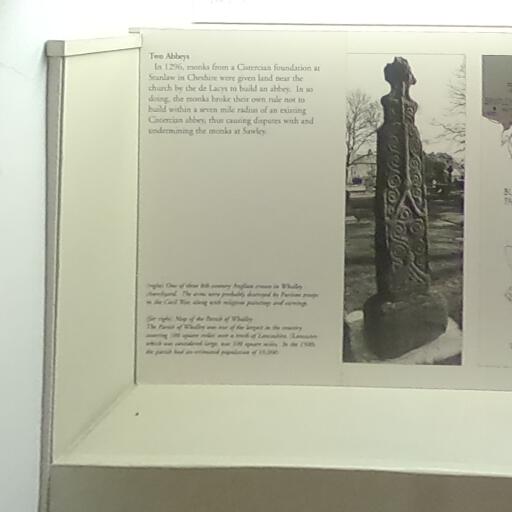 Two Abbeys
In 1296, monks from a Cistercian foundation at
Stanlaw in Cheshire were given land near the
church by the de Lacys to build an abbey. In so
doing, the monks broke their own rule not to
build within a seven mile radius of an existing
Cistercian abbey, thus causing disputes with and
undermining the monks at Sawley.
(right) One of three 8th century Anglian crosses in Whalley
churchyard. The arms were probably destroyed by Puritan troops
in the Civil War, along with religious paintings and carvings.
(far right) Map of the Parish of Whalley
The Parish of Whalley was one of the largest in the country
covering square miles over a tenth of Lancashire. (Leicester
which was considered large, was square miles. In the
the parish had an estimated population of 10,000